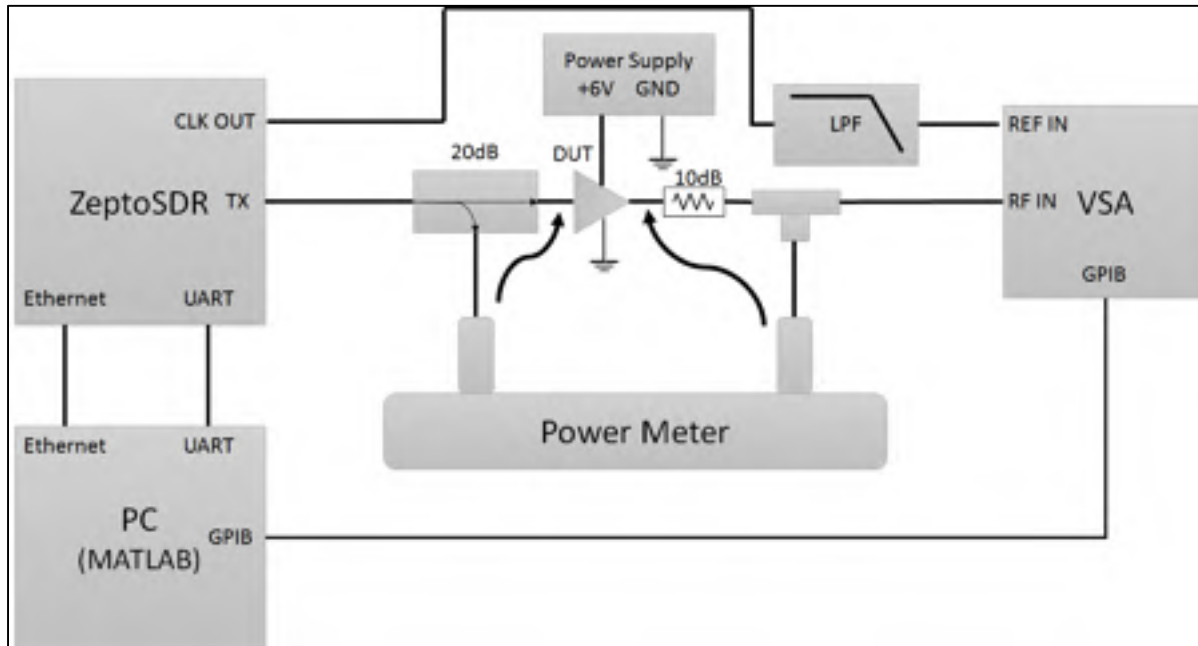 Power Supply
+6V GND
CLK OUT
LPF
REF IN
20dB
DUT
10dB
ZeptoSDR
TX
RF IN
VSA
GPIB
Ethernet
UART
Power Meter
Ethernet
UART
PC
(MATLAB)
GPIB